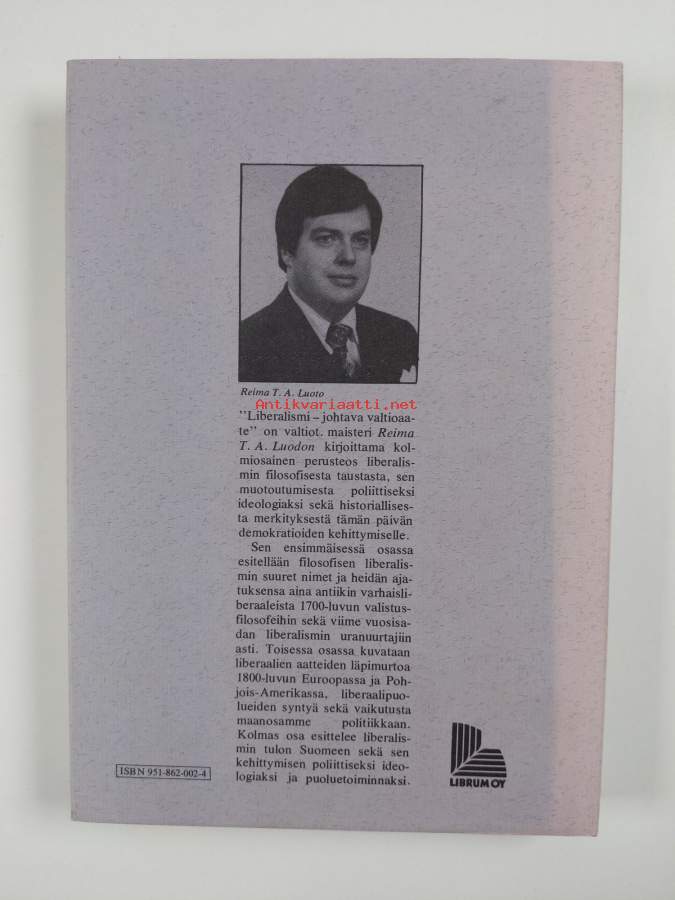 Reima T. A. Luoto
Antikvariaatti.net
”Liberalismi – johtava valtioaa-
te” on valtiot. maisteri Reima
T. A. Luodon kirjoittama kol-
miosainen perusteos liberalis-
min filosofisesta taustasta, sen
muotoutumisesta poliittiseksi
ideologiaksi sekä historiallises-
ta merkityksestä tämän päivän
demokratioiden kehittymiselle.
Sen ensimmäisessä osassa
esitellään filosofisen liberalis-
min suuret nimet ja heidän aja-
tuksensa aina antiikin varhaisli-
beraaleista 1700-luvun valistus-
filosofeihin sekä viime vuosisa-
dan liberalismin uranuurtajiin
asti. Toisessa osassa kuvataan
liberaalien aatteiden läpimurtoa
1800-luvun Euroopassa ja Poh-
jois-Amerikassa, liberaalipuo-
lueiden syntyä sekä vaikutusta
maanosamme politiikkaan.
Kolmas osa esittelee liberalis-
min tulon Suomeen sekä sen
kehittymisen poliittiseksi ideo-
logiaksi ja puoluetoiminnaksi.
ISBN 951-862-002-4
LIBRUM OY